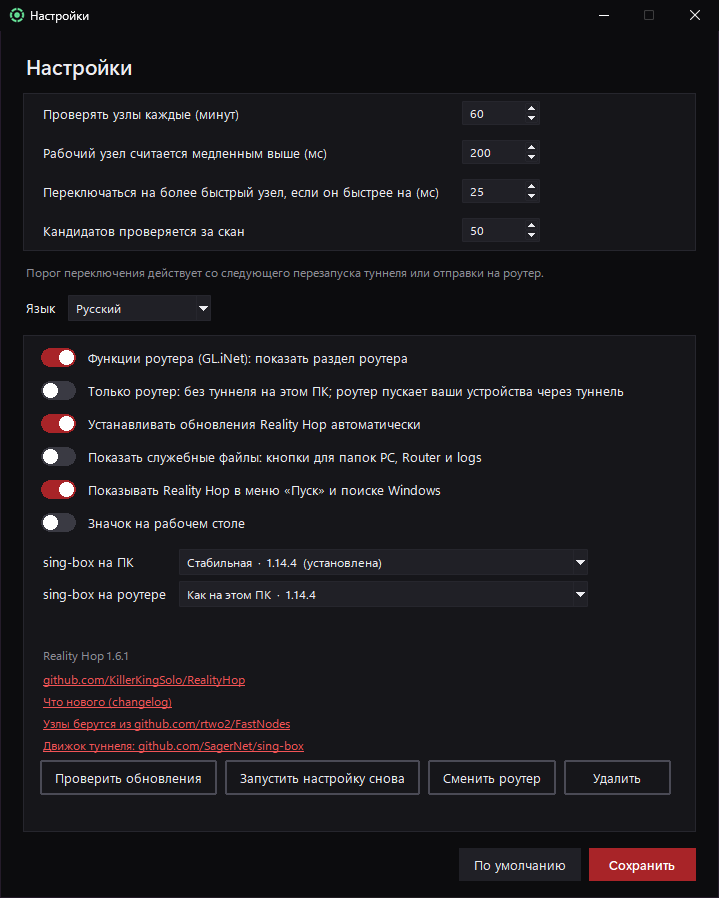 Настройки
Настройки
Проверять узлы каждые (минут) 60
Рабочий узел считается медленным выше (мс) 200
Переключаться на более быстрый узел, если он быстрее на (мс) 25
Кандидатов проверяется за скан 50
Порог переключения действует со следующего перезапуска туннеля или отправки на роутер.
Язык Русский
Функции роутера (GL.iNet): показать раздел роутера
Только роутер: без туннеля на этом ПК; роутер пускает ваши устройства через туннель
Устанавливать обновления Reality Hop автоматически
Показать служебные файлы: кнопки для папок PC, Router и logs
Показывать Reality Hop в меню «Пуск» и поиске Windows
Значок на рабочем столе
sing-box на ПК Стабильная · 1.14.4 (установлена)
sing-box на роутере Как на этом ПК · 1.14.4
Reality Hop 1.6.1
github.com/KillerKingSolo/RealityHop
Что нового (changelog)
Узлы берутся из github.com/rtwo2/FastNodes
Движок туннеля: github.com/SagerNet/sing-box
Проверить обновления Запустить настройку снова Сменить роутер Удалить
По умолчанию Сохранить